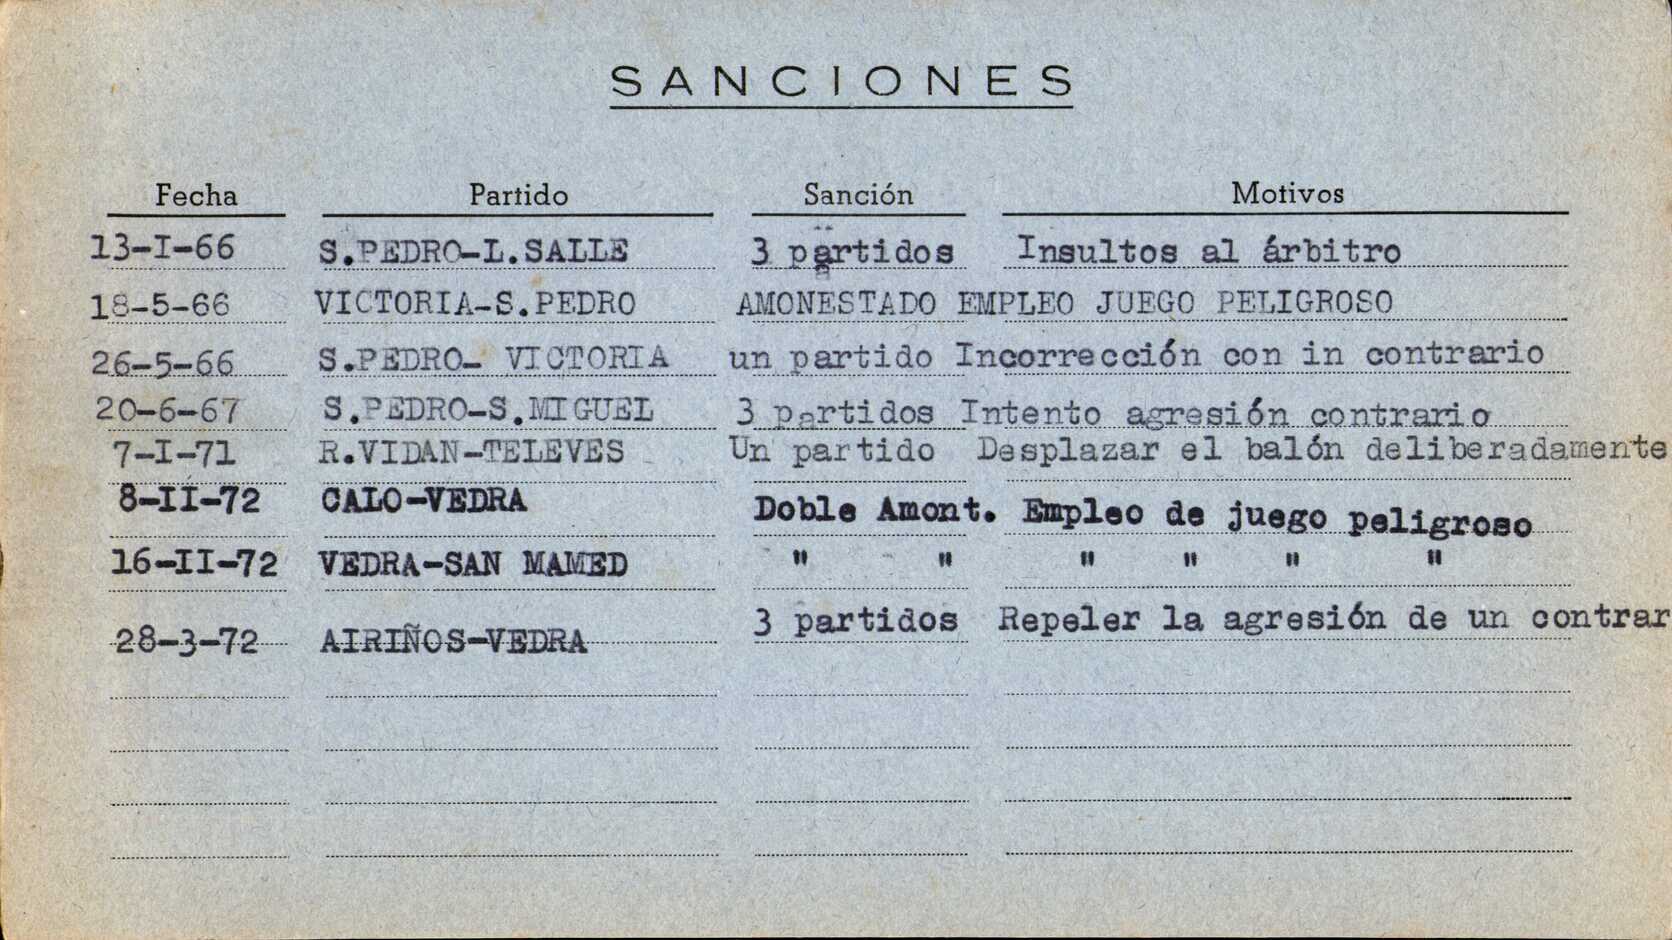 SANCIONES
Fecha Partido Sanción Motivos
13-I-66 S.PEDRO-L.SALLE 3 partidos Insultos al árbitro
18-5-66 VICTORIA-S.PEDRO AMONESTADO EMPLEO JUEGO PELIGROSO
26-5-66 S.PEDRO- VICTORIA un partido Incorrección con in contrario
20-6-67 S.PEDRO-S.MIGUEL 3 partidos Intento agresión contrario
7-I-71 R.VIDAN-TELEVES Un partido Desplazar el balón deliberadamente
8-II-72 CALO-VEDRA Doble Amont. Empleo de juego peligroso
16-II-72 VEDRA-SAN MAMED " " " " " "
28-3-72 AIRIÑOS-VEDRA 3 partidos Repeler la agresión de un contrar